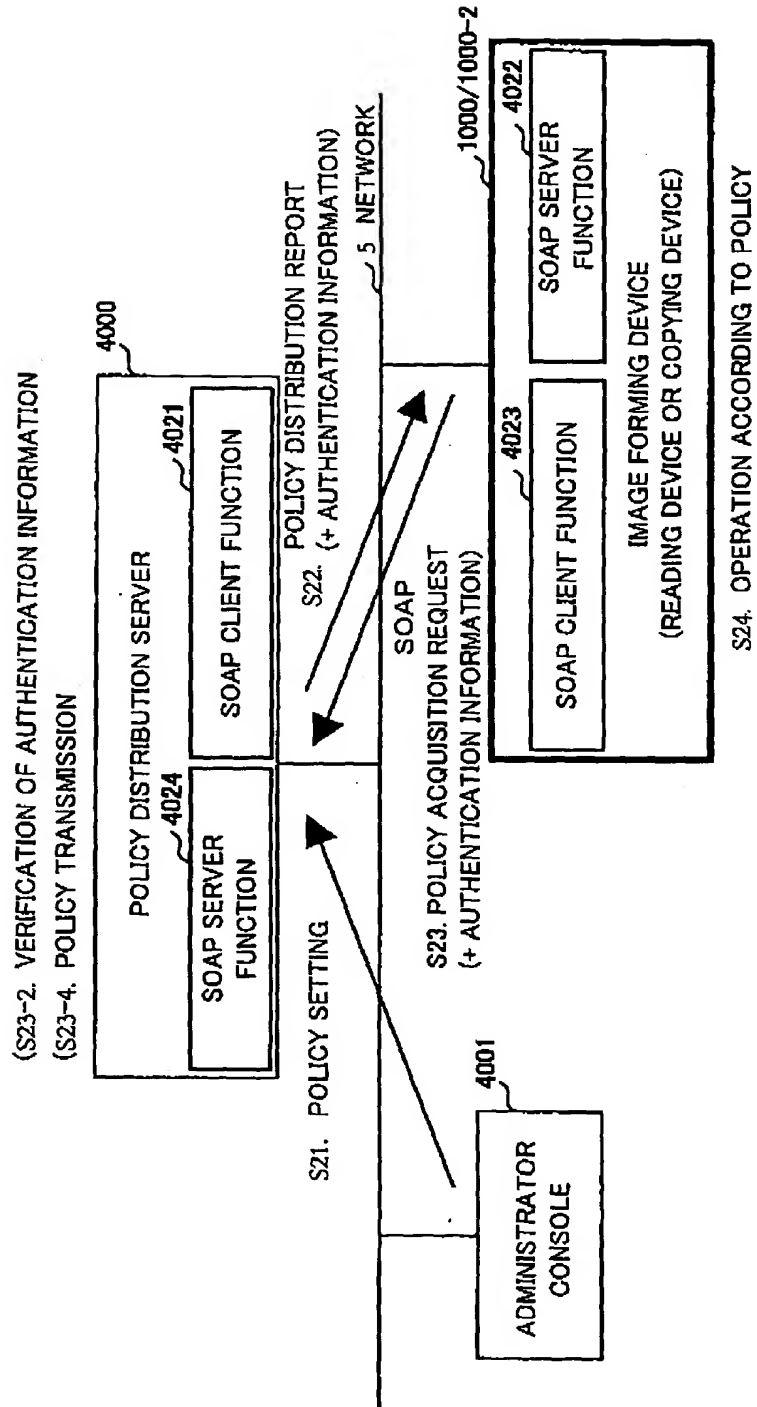 (S23-2. VERIFICATION OF AUTHENTICATION INFORMATION
(S23-4. POLICY TRANSMISSION
4000
POLICY DISTRIBUTION SERVER
4024
SOAP SERVER
FUNCTION
4021
SOAP CLIENT FUNCTION
S21. POLICY SETTING
S22. POLICY DISTRIBUTION REPORT
(+ AUTHENTICATION INFORMATION)
5 NETWORK
SOAP
S23. POLICY ACQUISITION REQUEST
(+ AUTHENTICATION INFORMATION)
4001
ADMINISTRATOR
CONSOLE
1000/1000-2
4023
SOAP CLIENT FUNCTION
4022
SOAP SERVER
FUNCTION
IMAGE FORMING DEVICE
(READING DEVICE OR COPYING DEVICE)
S24. OPERATION ACCORDING TO POLICY